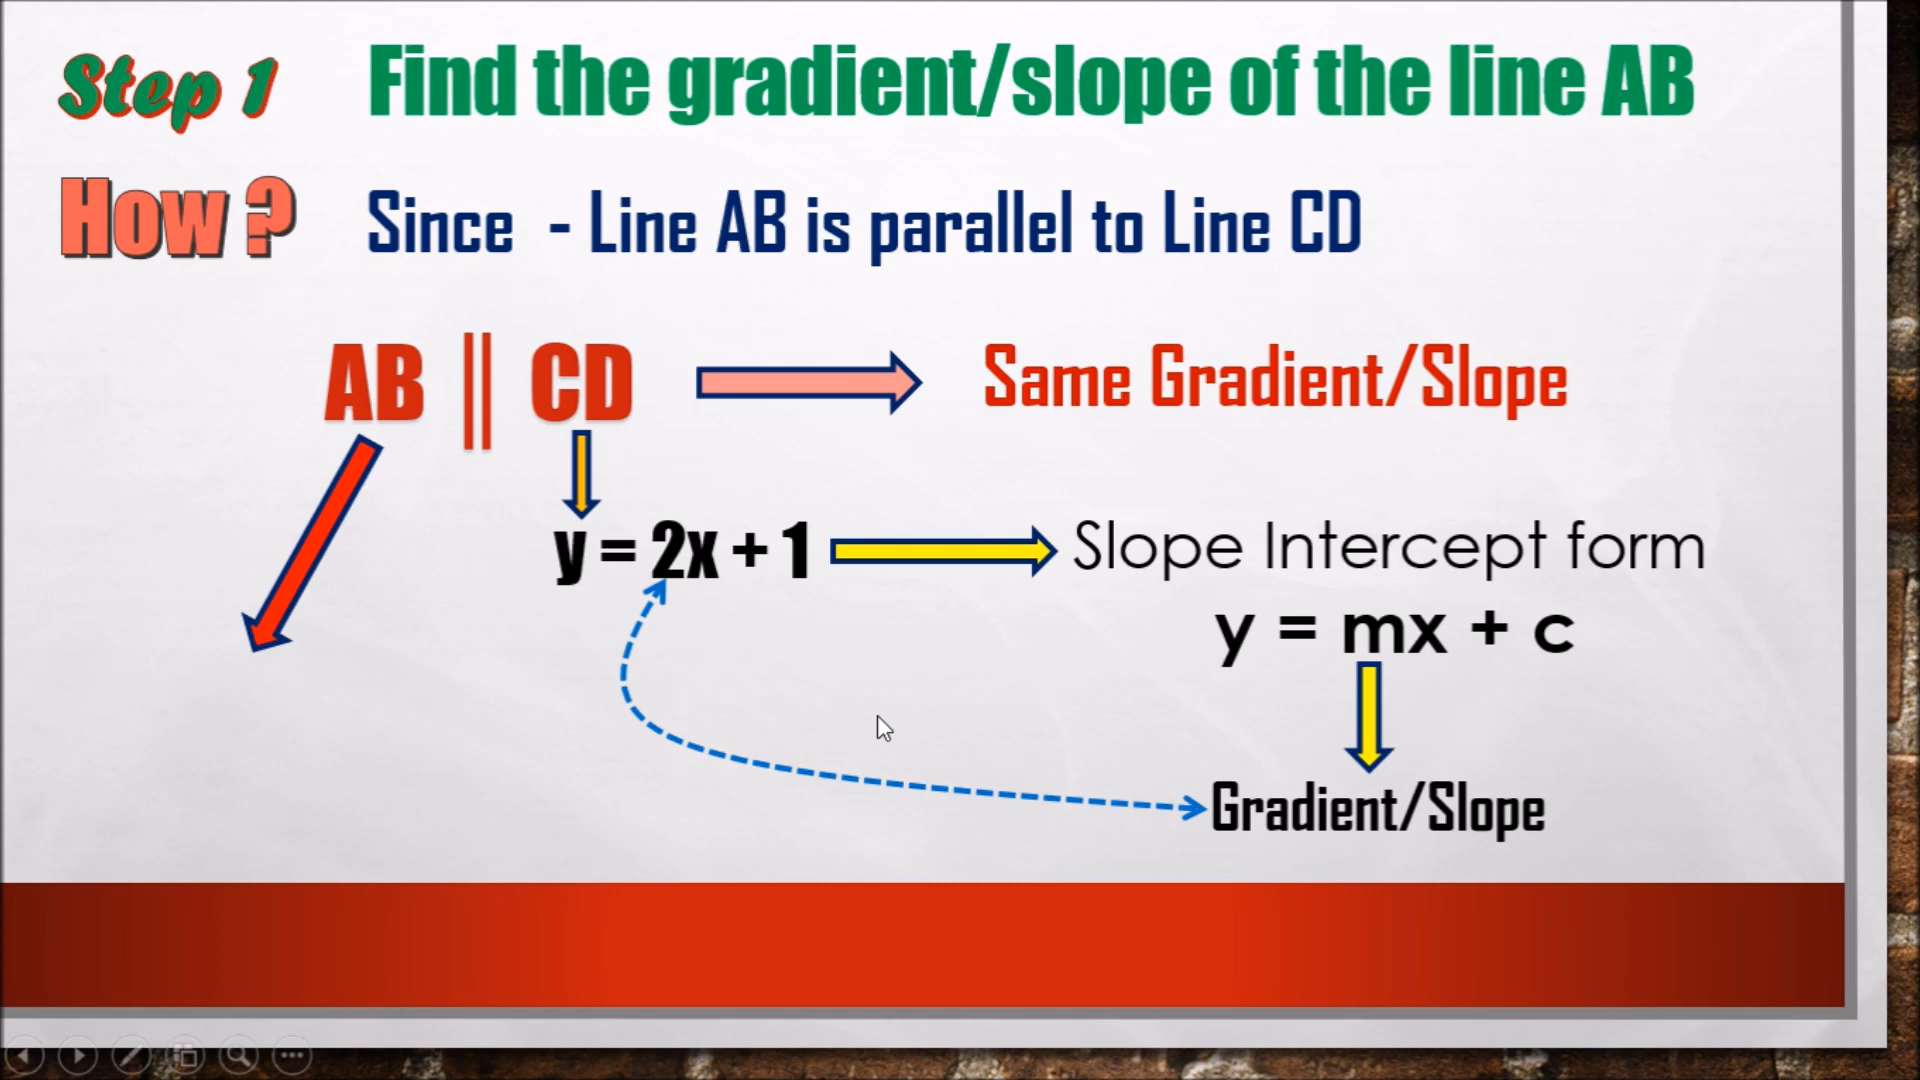 Step 1 Find the gradient/slope of the line AB
How ? Since - Line AB is parallel to Line CD
AB || CD Same Gradient/Slope
y = 2x + 1 Slope Intercept form
y = mx + c
Gradient/Slope